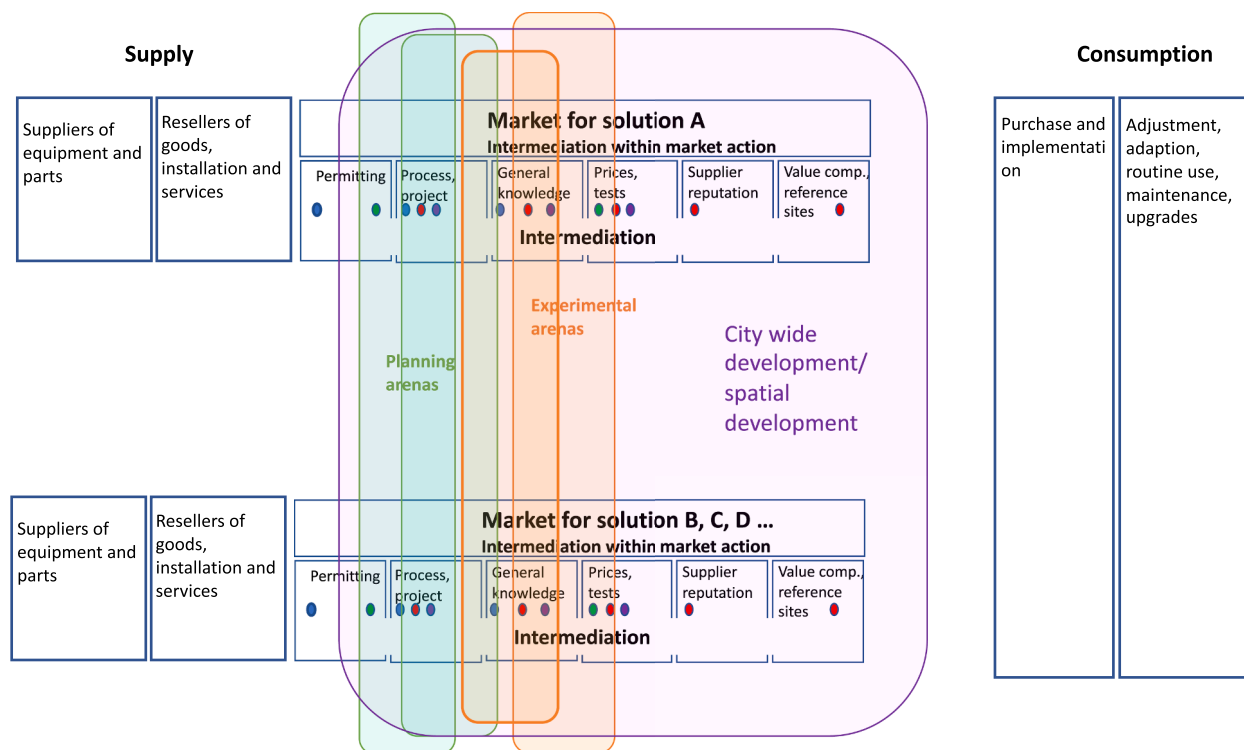 Supply
Consumption
Suppliers of
equipment and
parts
Resellers of
goods,
installation and
services
Market for solution A
Intermediation within market action
Permitting
Process,
project
General
knowledge
Prices,
tests
Supplier
reputation
Value comp.,
reference
sites
Intermediation
Purchase and
implementati
on
Adjustment,
adaption,
routine use,
maintenance,
upgrades
Experimental
arenas
Planning
arenas
City wide
development/
spatial
development
Suppliers of
equipment and
parts
Resellers of
goods,
installation and
services
Market for solution B, C, D ...
Intermediation within market action
Permitting
Process,
project
General
knowledge
Prices,
tests
Supplier
reputation
Value comp.,
reference
sites
Intermediation